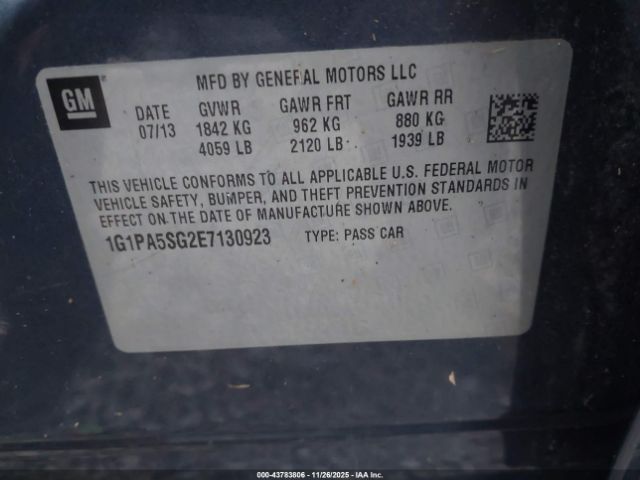 GM
MFD BY GENERAL MOTORS LLC
DATE GVWR GAWR FRT GAWR RR
07/13 1842 KG 962 KG 880 KG
4059 LB 2120 LB 1939 LB
THIS VEHICLE CONFORMS TO ALL APPLICABLE U.S. FEDERAL MOTOR
VEHICLE SAFETY, BUMPER, AND THEFT PREVENTION STANDARDS IN
EFFECT ON THE DATE OF MANUFACTURE SHOWN ABOVE.
1G1PA5SG2E7130923 TYPE: PASS CAR
000-43783806 - 11/26/2025 - IAA Inc.